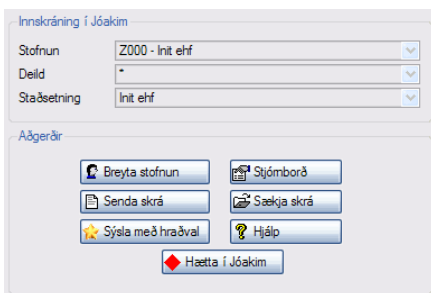 Innskráning í Jóakim
Stofnun Z000 - Init ehf
Deild *
Staðsetning Init ehf
Aðgerðir
Breyta stofnun Stjórnborð
Senda skrá Sækja skrá
Sýsla með hraðval Hjálp
Hætta í Jóakim